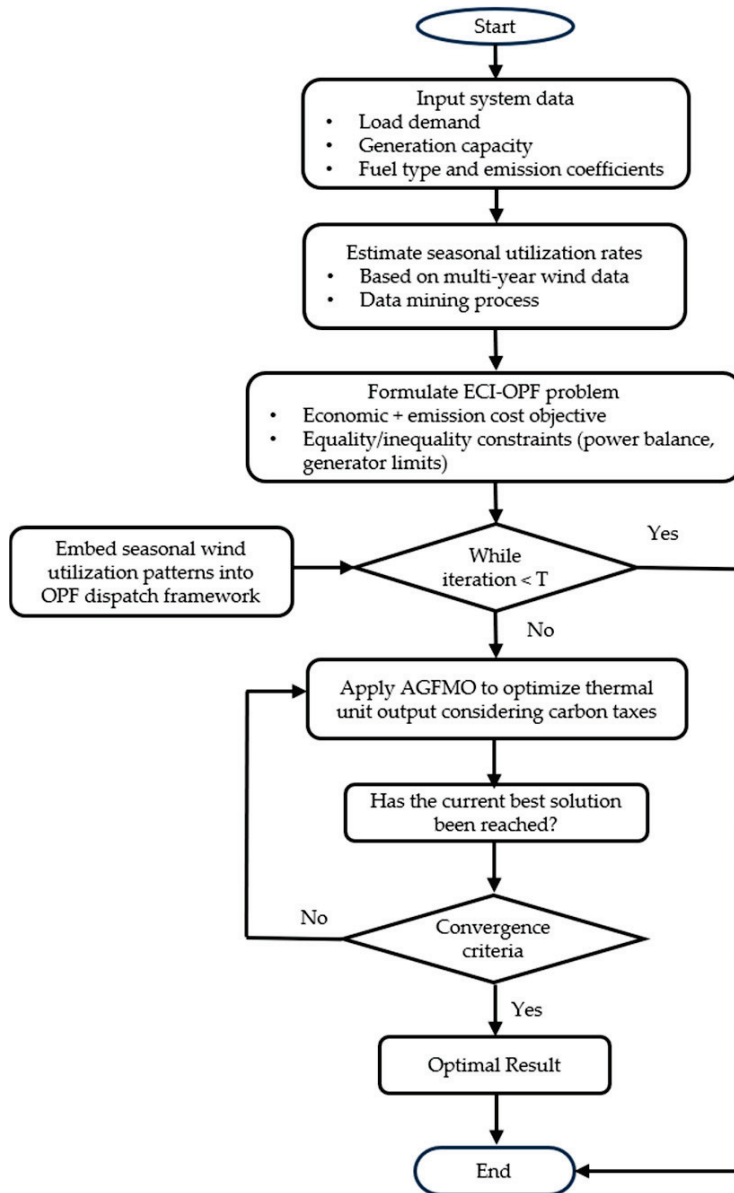 Start
Input system data
• Load demand
• Generation capacity
• Fuel type and emission coefficients
Estimate seasonal utilization rates
• Based on multi-year wind data
• Data mining process
Formulate ECI-OPF problem
• Economic + emission cost objective
• Equality/inequality constraints (power balance,
generator limits)
Embed seasonal wind
utilization patterns into
OPF dispatch framework
While
iteration < T
Yes
No
Apply AGFMO to optimize thermal
unit output considering carbon taxes
Has the current best solution
been reached?
No
Convergence
criteria
Yes
Optimal Result
End